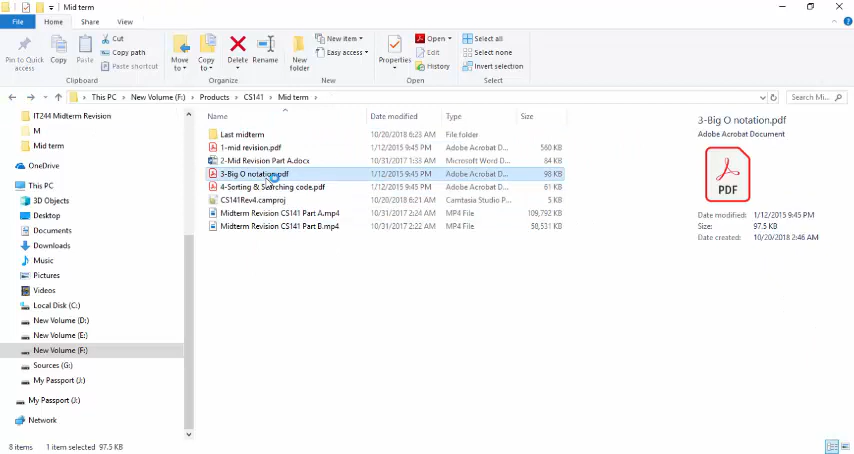 Mid term
File Home Share View
Pin to Quick access
Copy
Paste
Cut
Copy path
Paste shortcut
Clipboard
Move to
Copy to
Delete
Rename
Organize
New folder
New item
Easy access
New
Properties
Open
Edit
History
Open
Select all
Select none
Invert selection
Select
This PC > New Volume (F:) > Products > CS141 > Mid term >
Search Mi...
IT244 Midterm Revision
M
Mid term
OneDrive
This PC
3D Objects
Desktop
Documents
Downloads
Music
Pictures
Videos
Local Disk (C:)
New Volume (D:)
New Volume (E:)
New Volume (F:)
Sources (G:)
My Passport (J:)
My Passport (J:)
Network
Name Date modified Type Size
Last midterm 10/20/2018 6:23 AM File folder
1-mid revision.pdf 1/12/2015 9:45 PM Adobe Acrobat D... 560 KB
2-Mid Revision Part A.docx 10/31/2017 1:33 AM Microsoft Word D... 84 KB
3-Big O notation.pdf 1/12/2015 9:45 PM Adobe Acrobat D... 98 KB
4-Sorting & Searching code.pdf 1/12/2015 9:45 PM Adobe Acrobat D... 61 KB
CS141Rev4.camproj 10/20/2018 6:21 AM Camtasia Studio P... 5 KB
Midterm Revision CS141 Part A.mp4 10/31/2017 2:24 AM MP4 File 109,792 KB
Midterm Revision CS141 Part B.mp4 10/31/2017 2:22 AM MP4 File 58,531 KB
3-Big O notation.pdf
Adobe Acrobat Document
PDF
Date modified: 1/12/2015 9:45 PM
Size: 97.5 KB
Date created: 10/20/2018 2:46 AM
8 items 1 item selected 97.5 KB